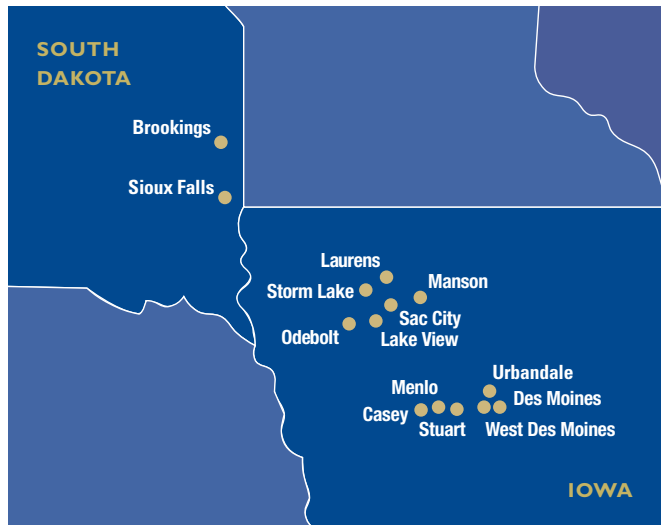 SOUTH
DAKOTA
Brookings
Sioux Falls
Laurens
Storm Lake
Manson
Sac City
Odebolt
Lake View
Urbandale
Menlo
Des Moines
Casey
Stuart
West Des Moines
IOWA